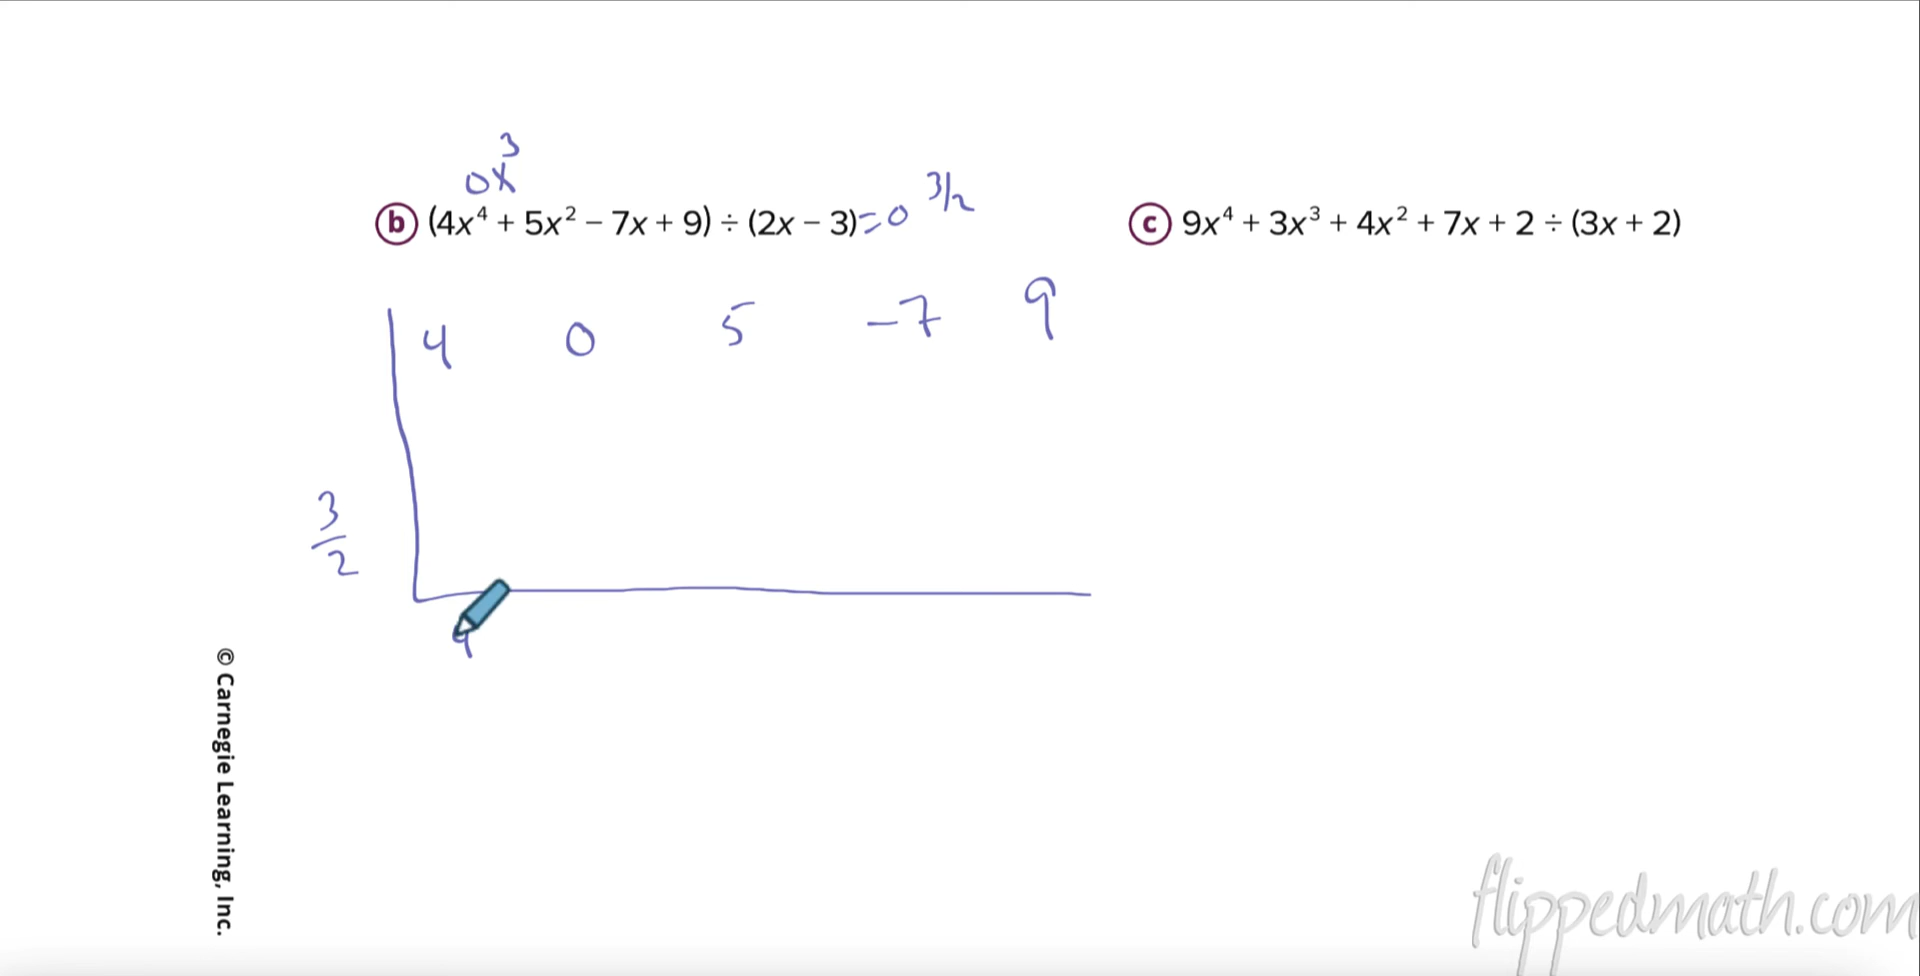 0x³
b (4x⁴ + 5x² − 7x + 9) ÷ (2x − 3) = 0 3/2
c 9x⁴ + 3x³ + 4x² + 7x + 2 ÷ (3x + 2)
4 0 5 -7 9
3/2
© Carnegie Learning, Inc.
flippedmath.com